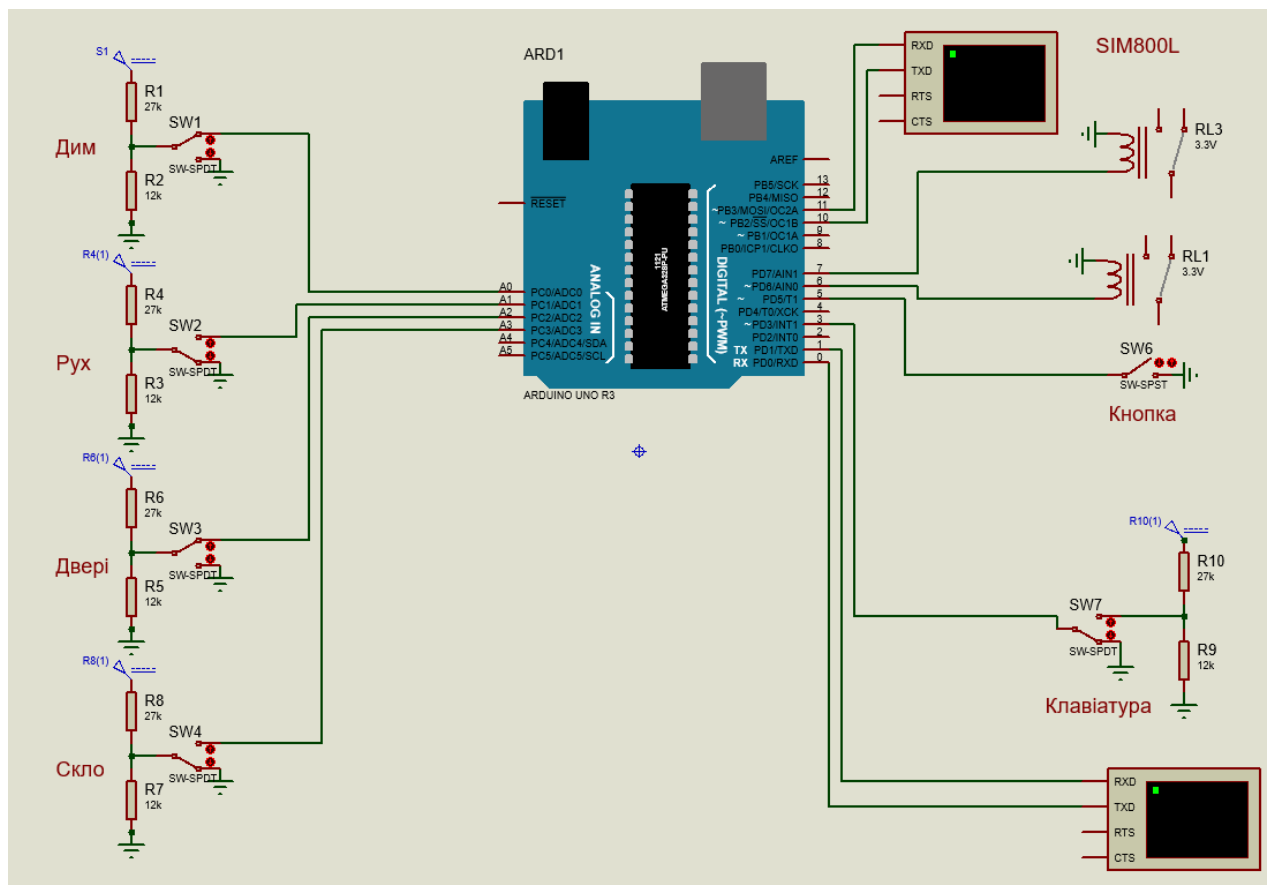 S1
R1
27k
SW1
SW-SPDT
Дим
R2
12k
R4(1)
R4
27k
SW2
SW-SPDT
Рух
R3
12k
R6(1)
R6
27k
SW3
SW-SPDT
Двері
R5
12k
R8(1)
R8
27k
SW4
SW-SPDT
Скло
R7
12k
ARD1
RESET
AREF
PB5/SCK 13
PB4/MISO 12
~PB3/MOSI/OC2A 11
~ PB2/SS/OC1B 10
~ PB1/OC1A 9
PB0/ICP1/CLKO 8
PD7/AIN1 7
~PD6/AIN0 6
~ PD5/T1 5
PD4/T0/XCK 4
~PD3/INT1 3
PD2/INT0 2
TX PD1/TXD 1
RX PD0/RXD 0
A0 PC0/ADC0
A1 PC1/ADC1
A2 PC2/ADC2
A3 PC3/ADC3
A4 PC4/ADC4/SDA
A5 PC5/ADC5/SCL
ANALOG IN
1121
ATMEGA328P-PU
DIGITAL (~PWM)
ARDUINO UNO R3
RXD
TXD
RTS
CTS
SIM800L
RL3
3.3V
RL1
3.3V
SW6
SW-SPST
Кнопка
R10(1)
R10
27k
SW7
SW-SPDT
R9
12k
Клавіатура
RXD
TXD
RTS
CTS